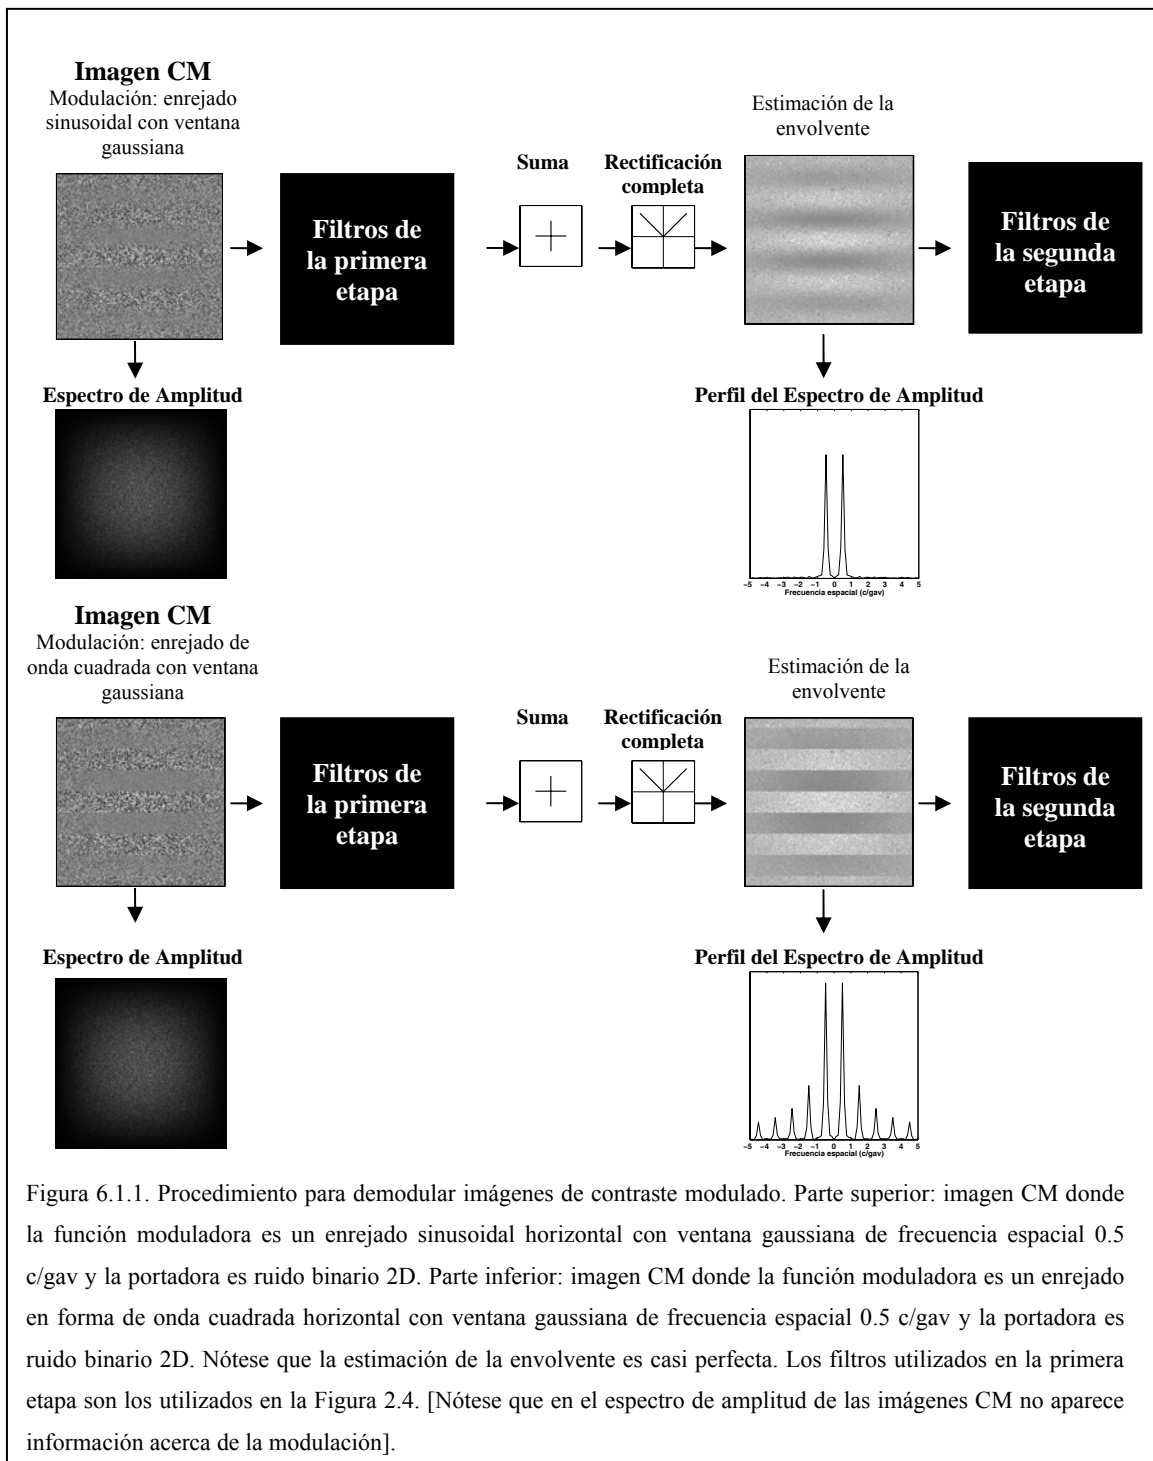 Imagen CM
Modulación: enrejado
sinusoidal con ventana
gaussiana
Estimación de la
envolvente
Suma
Rectificación
completa
Filtros de
la primera
etapa
Filtros de
la segunda
etapa
Espectro de Amplitud
Perfil del Espectro de Amplitud
−5 −4 −3 −2 −1 0 1 2 3 4 5
Frecuencia espacial (c/gav)
Imagen CM
Modulación: enrejado de
onda cuadrada con ventana
gaussiana
Estimación de la
envolvente
Suma
Rectificación
completa
Filtros de
la primera
etapa
Filtros de
la segunda
etapa
Espectro de Amplitud
Perfil del Espectro de Amplitud
−5 −4 −3 −2 −1 0 1 2 3 4 5
Frecuencia espacial (c/gav)
Figura 6.1.1. Procedimiento para demodular imágenes de contraste modulado. Parte superior: imagen CM donde
la función moduladora es un enrejado sinusoidal horizontal con ventana gaussiana de frecuencia espacial 0.5
c/gav y la portadora es ruido binario 2D. Parte inferior: imagen CM donde la función moduladora es un enrejado
en forma de onda cuadrada horizontal con ventana gaussiana de frecuencia espacial 0.5 c/gav y la portadora es
ruido binario 2D. Nótese que la estimación de la envolvente es casi perfecta. Los filtros utilizados en la primera
etapa son los utilizados en la Figura 2.4. [Nótese que en el espectro de amplitud de las imágenes CM no aparece
información acerca de la modulación].